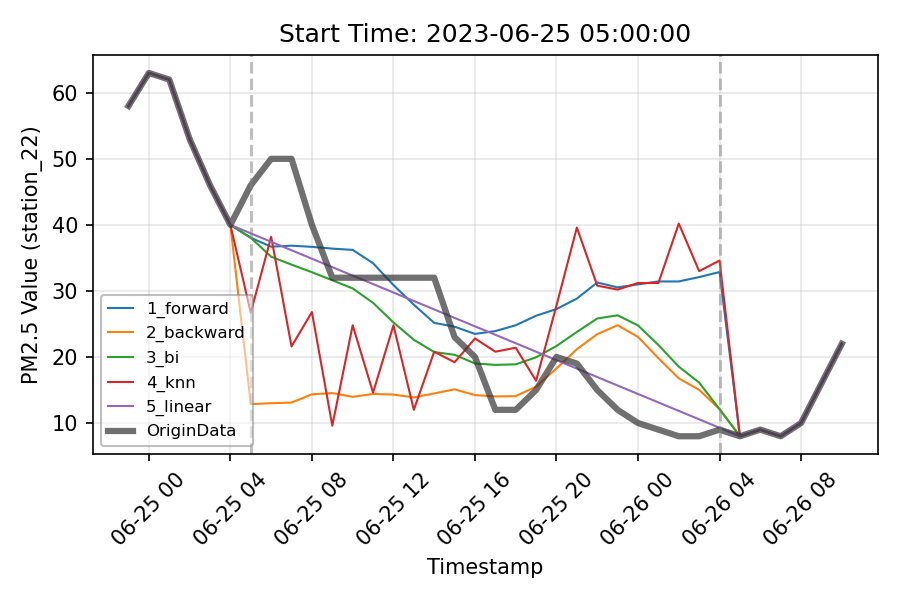 Start Time: 2023-06-25 05:00:00
PM2.5 Value (station_22)
60
50
40
30
20
10
1_forward
2_backward
3_bi
4_knn
5_linear
OriginData
06-25 00
06-25 04
06-25 08
06-25 12
06-25 16
06-25 20
06-26 00
06-26 04
06-26 08
Timestamp